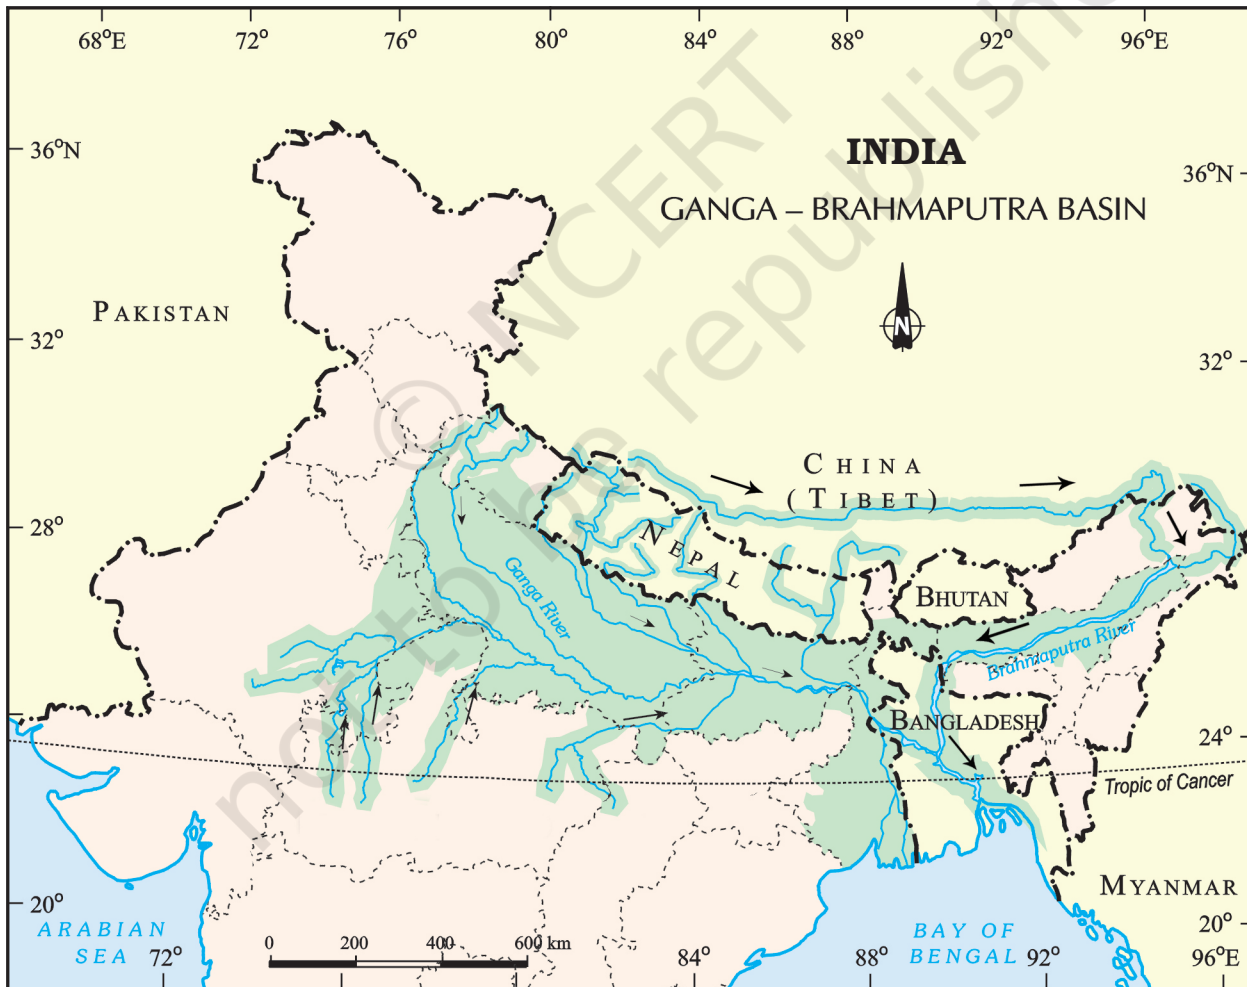 68°E 72° 76° 80° 84° 88° 92° 96°E
36°N
36°N
INDIA
GANGA – BRAHMAPUTRA BASIN
PAKISTAN
N
32°
32°
CHINA
(TIBET)
28°
NEPAL
Ganga River
BHUTAN
Brahmaputra River
BANGLADESH
24°
Tropic of Cancer
MYANMAR
20°
20°
ARABIAN
SEA
0 200 400 600 km
BAY OF
BENGAL
72° 84° 88° 92° 96°E
© NCERT
not to be republished